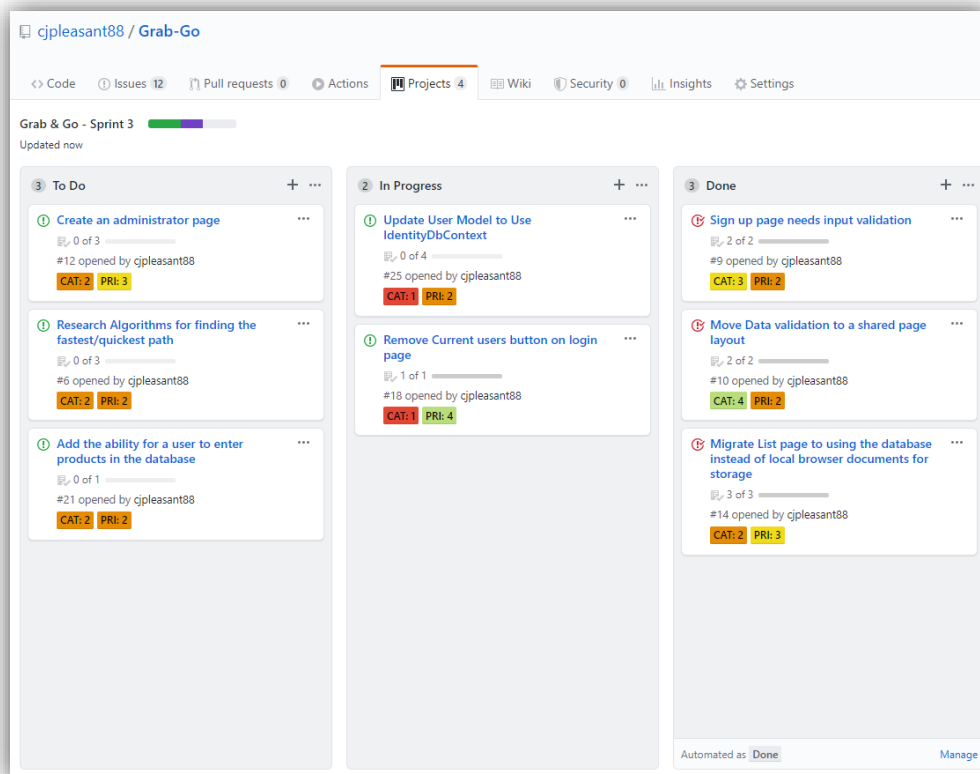 cjpleasant88 / Grab-Go
Code Issues 12 Pull requests 0 Actions Projects 4 Wiki Security 0 Insights Settings
Grab & Go - Sprint 3
Updated now
3 To Do
Create an administrator page
0 of 3
#12 opened by cjpleasant88
CAT: 2 PRI: 3
Research Algorithms for finding the
fastest/quickest path
0 of 3
#6 opened by cjpleasant88
CAT: 2 PRI: 2
Add the ability for a user to enter
products in the database
0 of 1
#21 opened by cjpleasant88
CAT: 2 PRI: 2
2 In Progress
Update User Model to Use
IdentityDbContext
0 of 4
#25 opened by cjpleasant88
CAT: 1 PRI: 2
Remove Current users button on login
page
1 of 1
#18 opened by cjpleasant88
CAT: 1 PRI: 4
3 Done
Sign up page needs input validation
2 of 2
#9 opened by cjpleasant88
CAT: 3 PRI: 2
Move Data validation to a shared page
layout
2 of 2
#10 opened by cjpleasant88
CAT: 4 PRI: 2
Migrate List page to using the database
instead of local browser documents for
storage
3 of 3
#14 opened by cjpleasant88
CAT: 2 PRI: 3
Automated as Done Manage